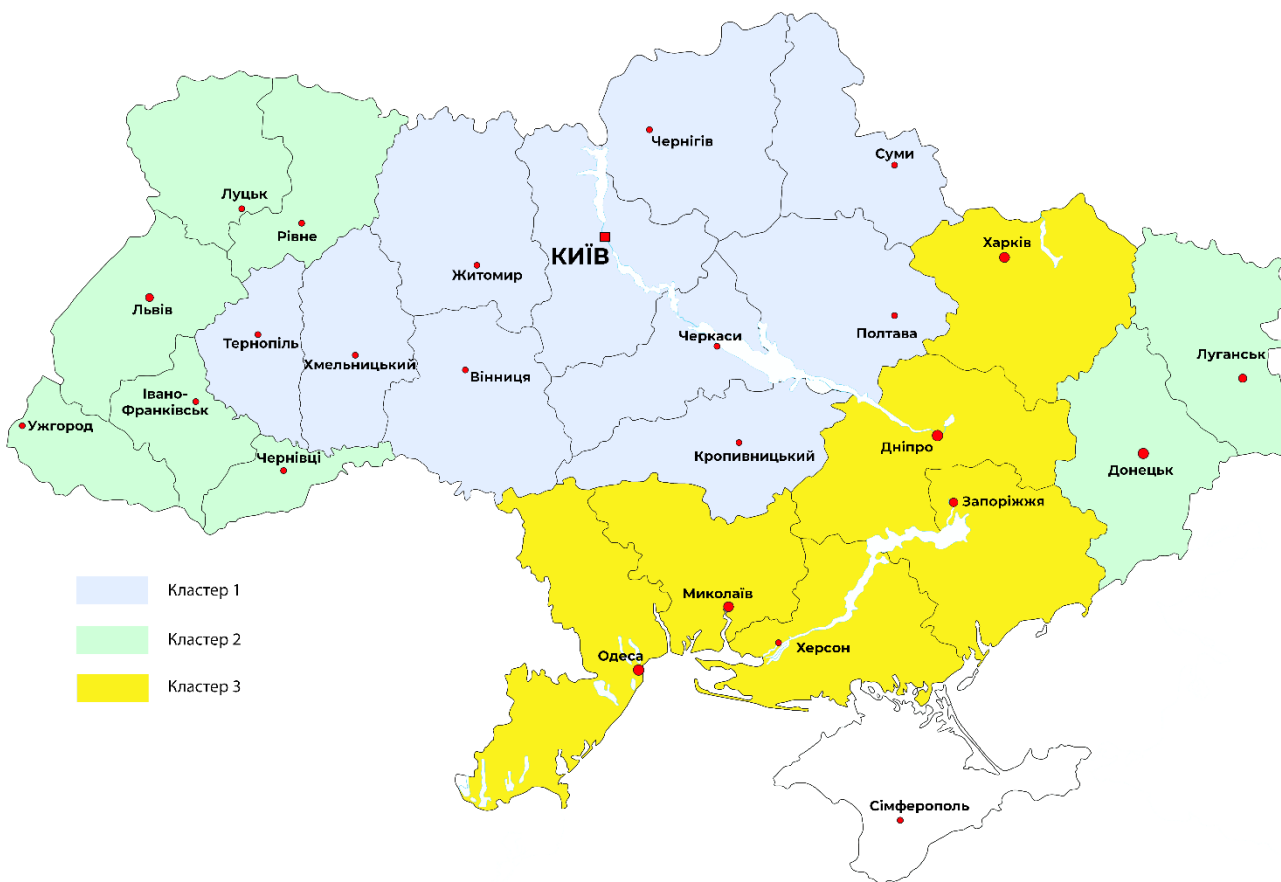 Чернігів
Суми
Луцьк
Рівне
КИЇВ
Харків
Житомир
Львів
Тернопіль
Хмельницький
Черкаси
Полтава
Вінниця
Луганськ
Івано-
Франківськ
Ужгород
Чернівці
Кропивницький
Дніпро
Донецьк
Запоріжжя
Кластер 1
Миколаїв
Кластер 2
Херсон
Одеса
Кластер 3
Сімферополь